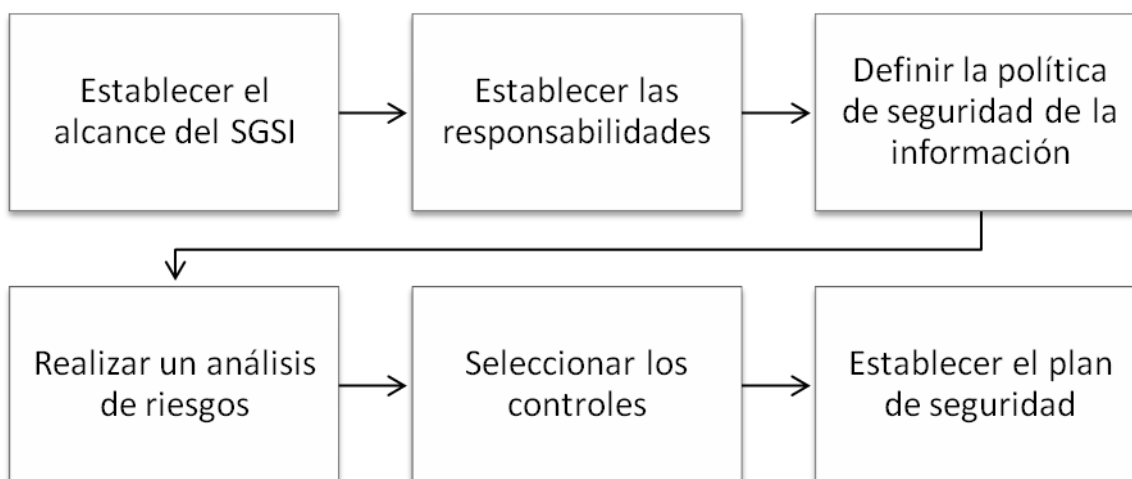 Establecer el
alcance del SGSI
Establecer las
responsabilidades
Definir la política
de seguridad de la
información
Realizar un análisis
de riesgos
Seleccionar los
controles
Establecer el plan
de seguridad